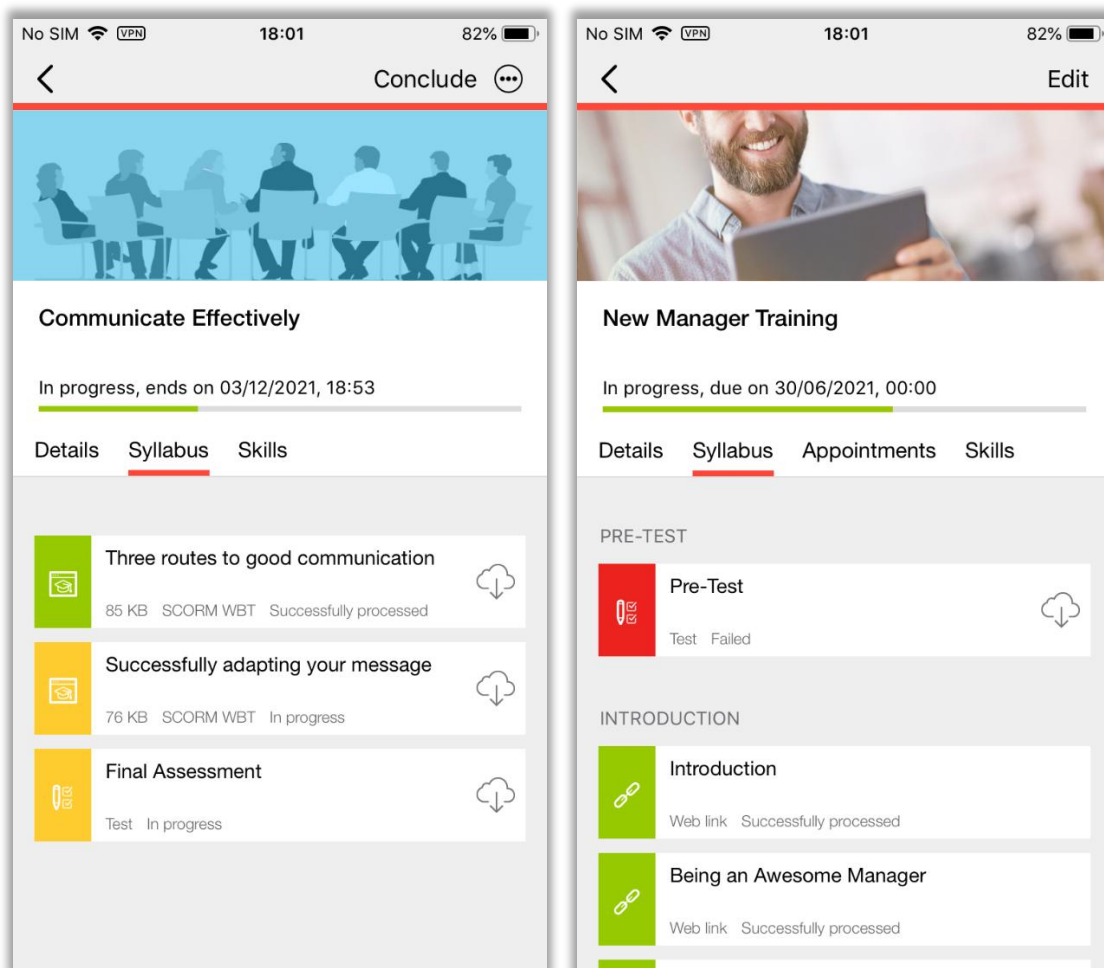 No SIM VPN 18:01 82%
Conclude
Communicate Effectively
In progress, ends on 03/12/2021, 18:53
Details Syllabus Skills
Three routes to good communication
85 KB SCORM WBT Successfully processed
Successfully adapting your message
76 KB SCORM WBT In progress
Final Assessment
Test In progress
No SIM VPN 18:01 82%
Edit
New Manager Training
In progress, due on 30/06/2021, 00:00
Details Syllabus Appointments Skills
PRE-TEST
Pre-Test
Test Failed
INTRODUCTION
Introduction
Web link Successfully processed
Being an Awesome Manager
Web link Successfully processed